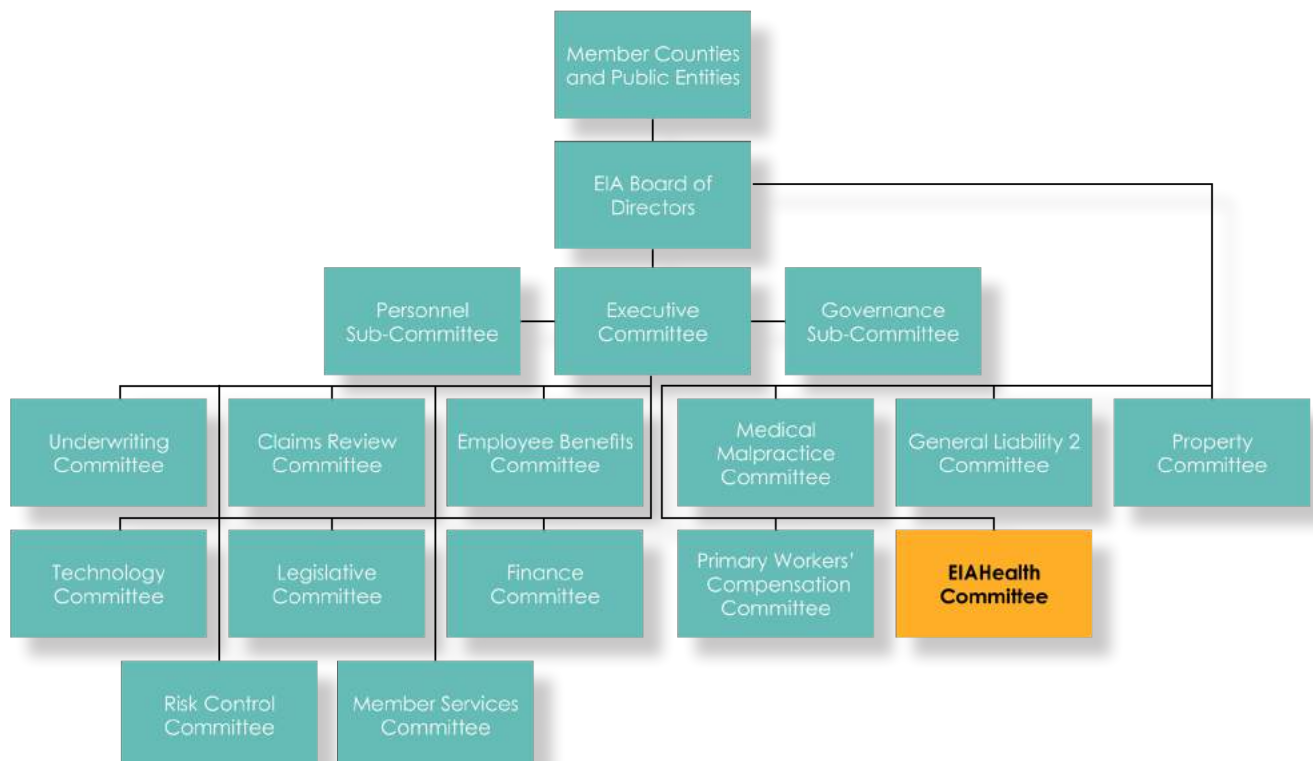 Member Counties
and Public Entities
EIA Board of
Directors
Personnel
Sub-Committee
Executive
Committee
Governance
Sub-Committee
Underwriting
Committee
Claims Review
Committee
Employee Benefits
Committee
Medical
Malpractice
Committee
General Liability 2
Committee
Property
Committee
Technology
Committee
Legislative
Committee
Finance
Committee
Primary Workers'
Compensation
Committee
EIAHealth
Committee
Risk Control
Committee
Member Services
Committee